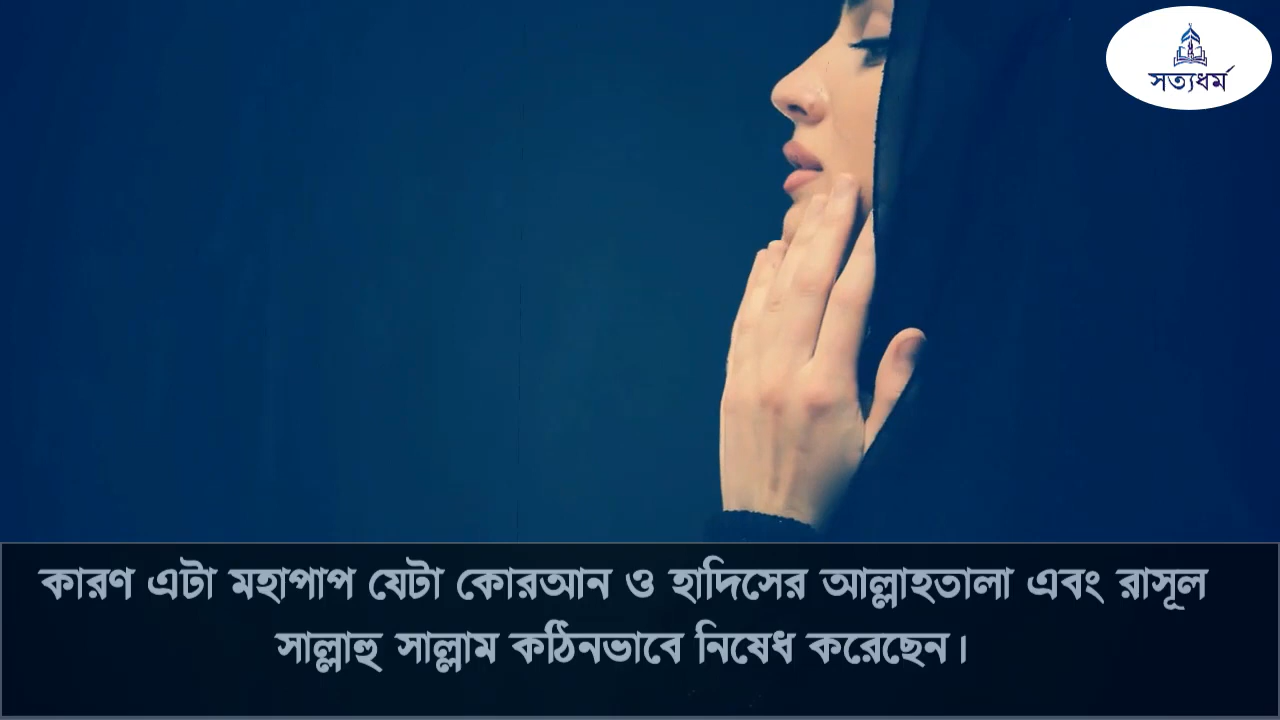 সত্যধর্ম
কারণ এটা মহাপাপ যেটা কোরআন ও হাদিসের আল্লাহতালা এবং রাসূল
সাল্লাহু সাল্লাম কঠিনভাবে নিষেধ করেছেন।